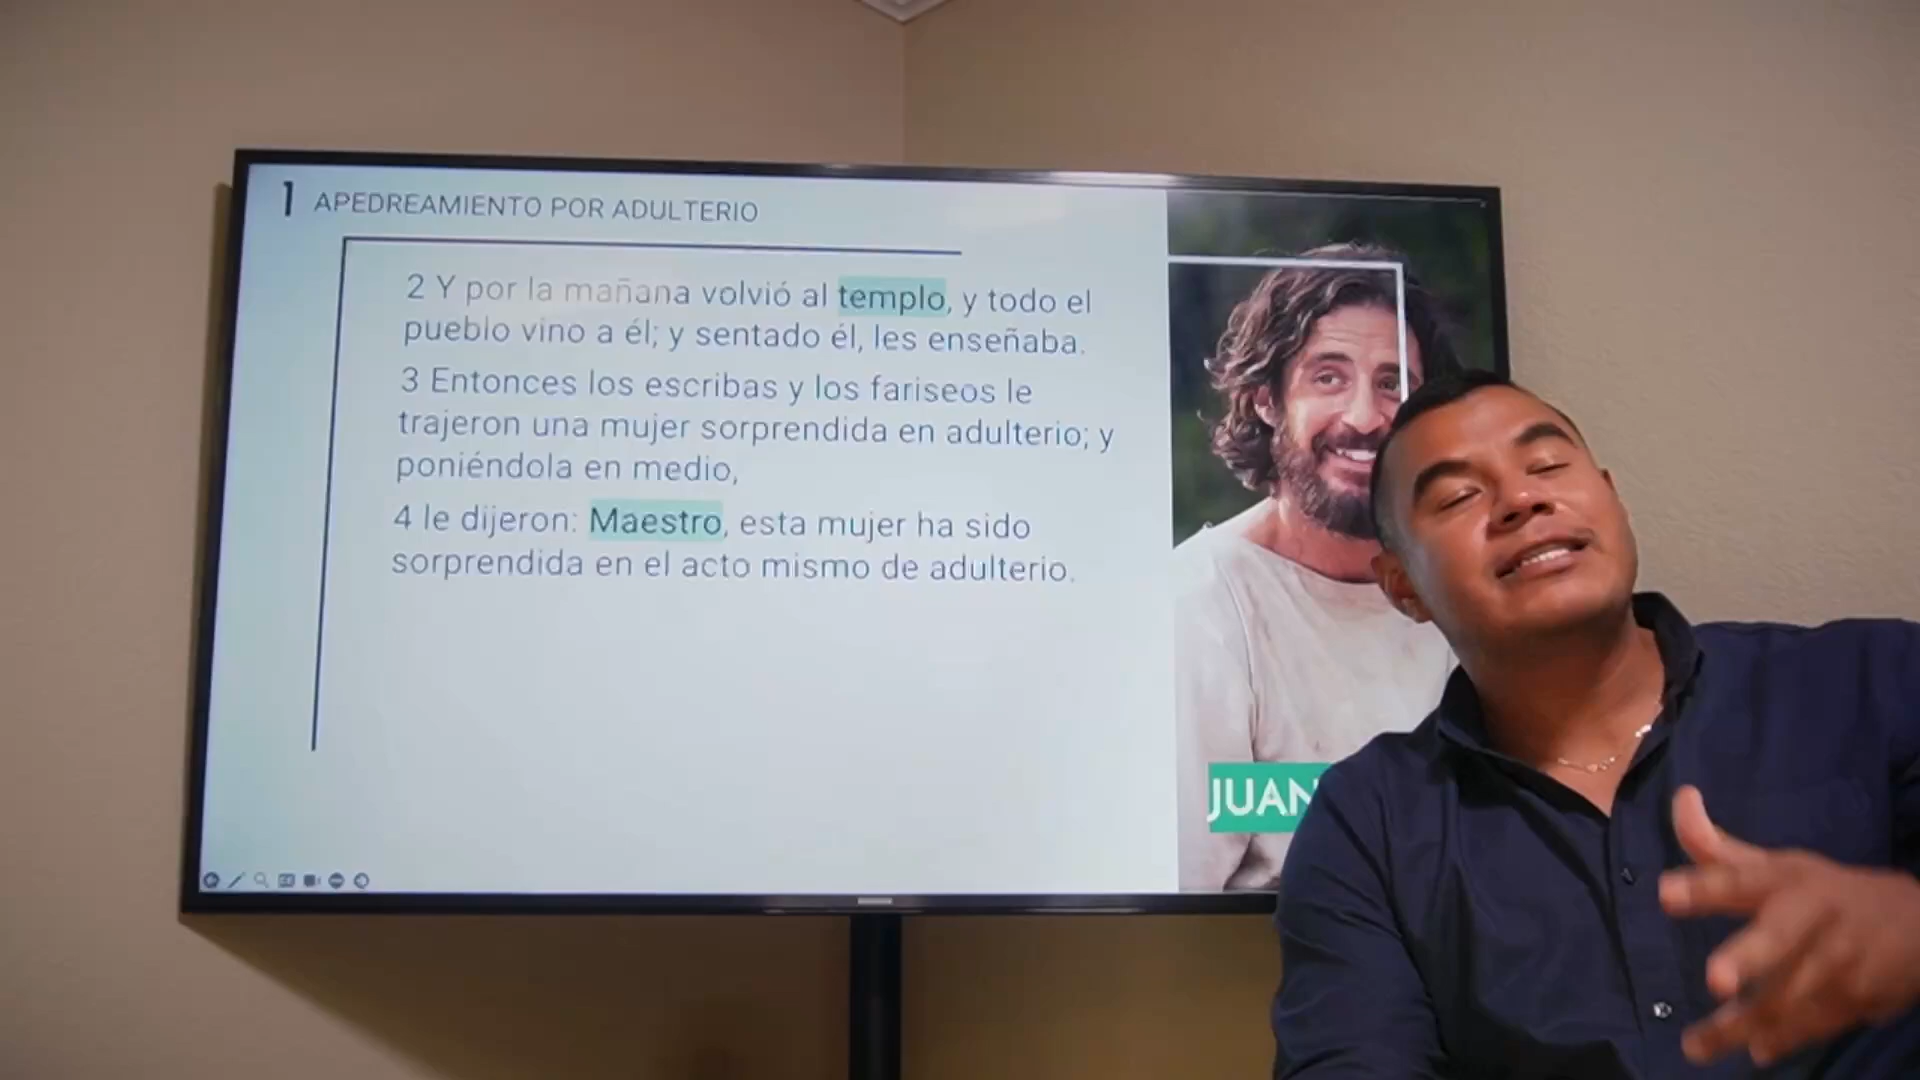 1 APEDREAMIENTO POR ADULTERIO
2 Y por la mañana volvió al templo, y todo el
pueblo vino a él; y sentado él, les enseñaba.
3 Entonces los escribas y los fariseos le
trajeron una mujer sorprendida en adulterio; y
poniéndola en medio,
4 le dijeron: Maestro, esta mujer ha sido
sorprendida en el acto mismo de adulterio.
JUAN